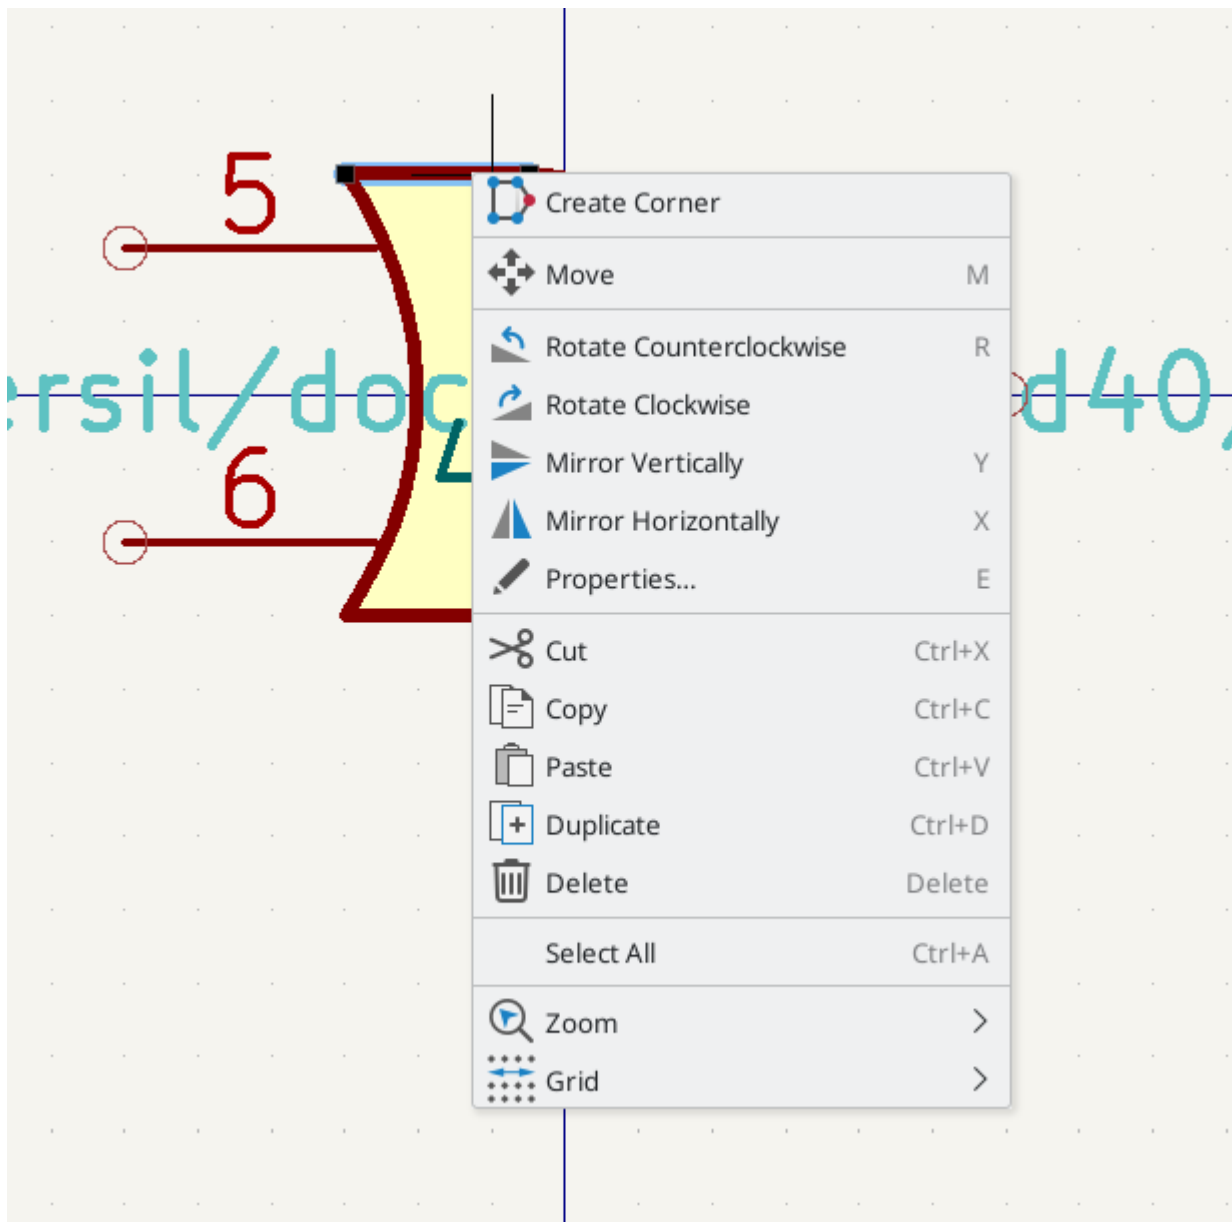 5
Create Corner
Move M
Rotate Counterclockwise R
ersil/doc d40,
Rotate Clockwise
6
Mirror Vertically Y
Mirror Horizontally X
Properties... E
Cut Ctrl+X
Copy Ctrl+C
Paste Ctrl+V
Duplicate Ctrl+D
Delete Delete
Select All Ctrl+A
Zoom
Grid